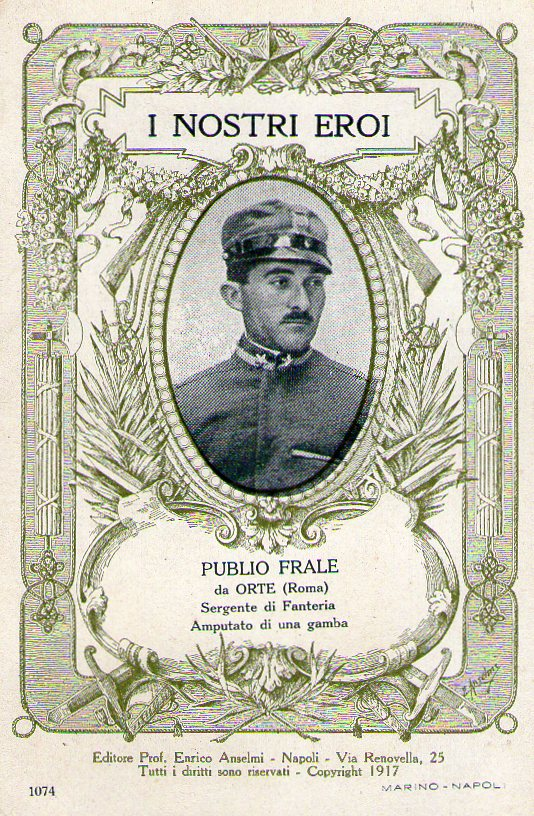 I NOSTRI EROI
PUBLIO FRALE
da ORTE (Roma)
Sergente di Fanteria
Amputato di una gamba
Editore Prof. Enrico Anselmi - Napoli - Via Renovella, 25
Tutti i diritti sono riservati - Copyright 1917
1074
MARINO - NAPOLI